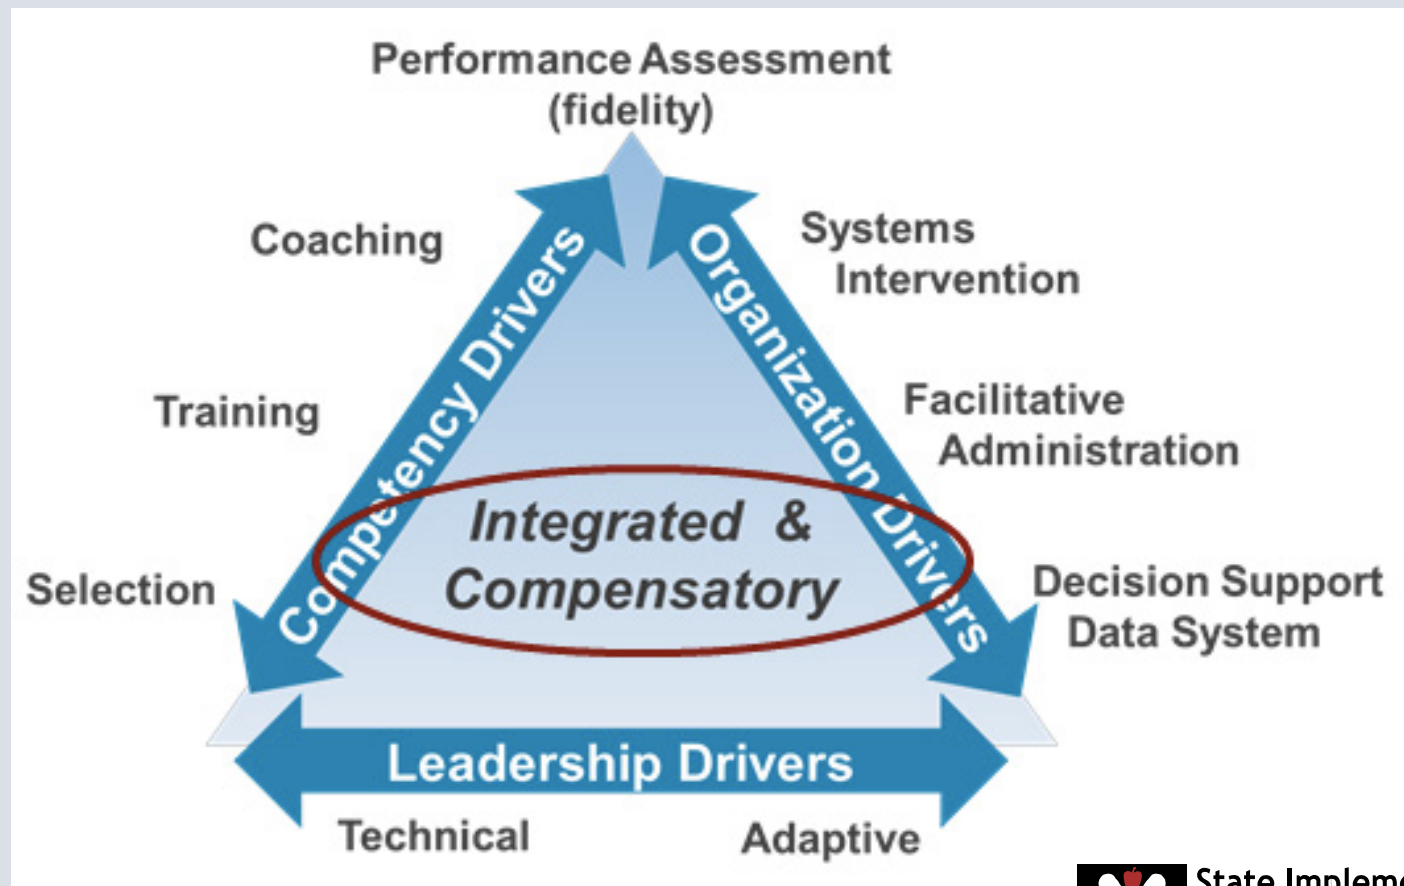 Performance Assessment
(fidelity)
Coaching
Systems
Intervention
Competency Drivers
Organization Drivers
Training
Facilitative
Administration
Integrated &
Compensatory
Selection
Decision Support
Data System
Leadership Drivers
Technical
Adaptive
State